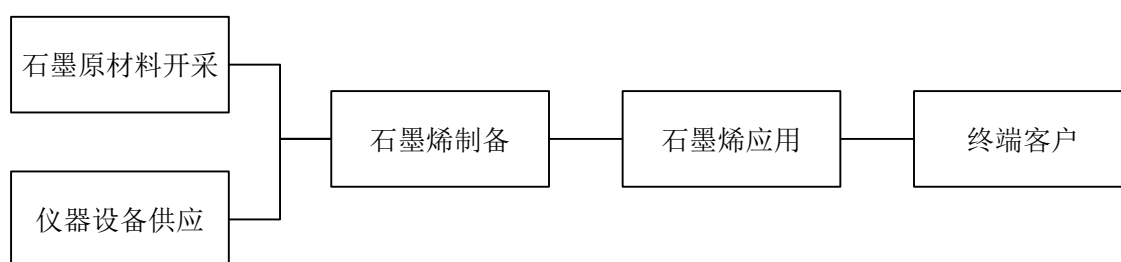 石墨原材料开采
仪器设备供应
石墨烯制备
石墨烯应用
终端客户